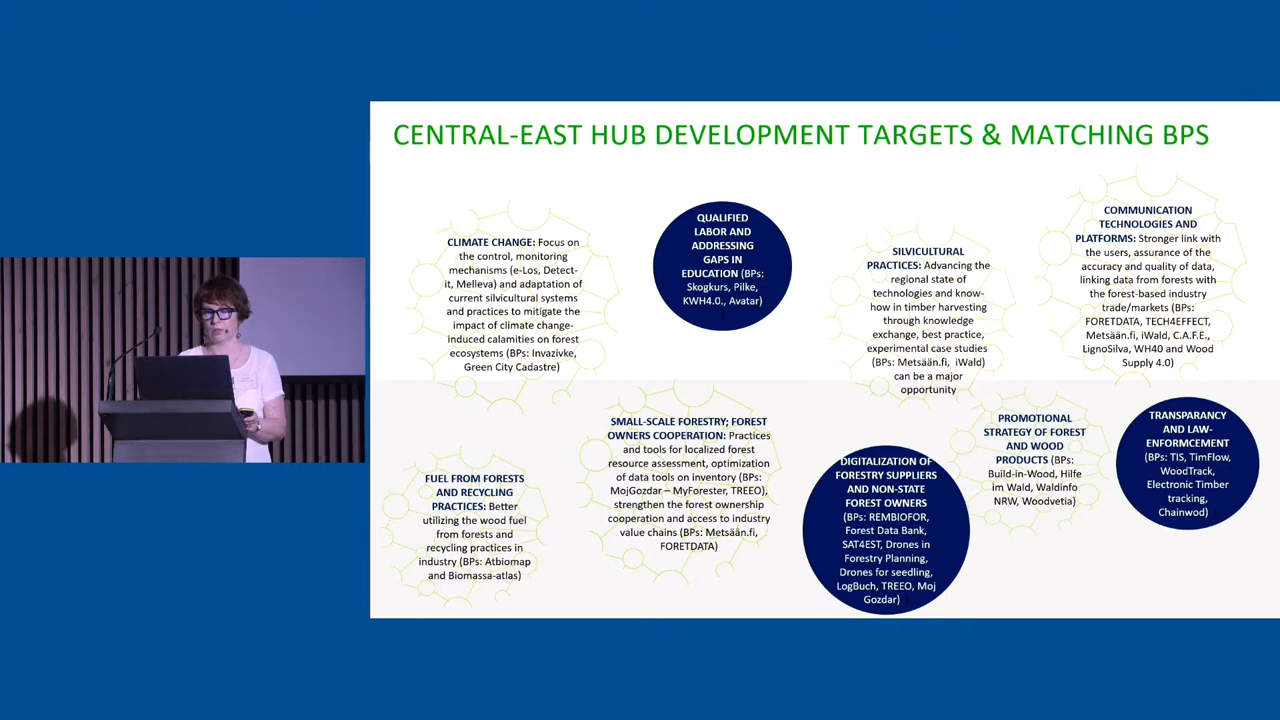 CENTRAL-EAST HUB DEVELOPMENT TARGETS & MATCHING BPS
CLIMATE CHANGE: Focus on
the control, monitoring
mechanisms (e-Los, Detect-
it, Melleva) and adaptation of
current silvicultural systems
and practices to mitigate the
impact of climate change-
induced calamities on forest
ecosystems (BPs: Invazivke,
Green City Cadastre)
QUALIFIED
LABOR AND
ADDRESSING
GAPS IN
EDUCATION (BPs:
Skogkurs, Pilke,
KWH4.0., Avatar)
SILVICULTURAL
PRACTICES: Advancing the
regional state of
technologies and know-
how in timber harvesting
through knowledge
exchange, best practice,
experimental case studies
(BPs: Metsään.fi, iWald)
can be a major
opportunity
COMMUNICATION
TECHNOLOGIES AND
PLATFORMS: Stronger link with
the users, assurance of the
accuracy and quality of data,
linking data from forests with
the forest-based industry
trade/markets (BPs:
FORETDATA, TECH4EFFECT,
Metsään.fi, iWald, C.A.F.E.,
LignoSilva, WH40 and Wood
Supply 4.0)
FUEL FROM FORESTS
AND RECYCLING
PRACTICES: Better
utilizing the wood fuel
from forests and
recycling practices in
industry (BPs: Atbiomap
and Biomassa-atlas)
SMALL-SCALE FORESTRY; FOREST
OWNERS COOPERATION: Practices
and tools for localized forest
resource assessment, optimization
of data tools on inventory (BPs:
MojGozdar – MyForester, TREEO),
strengthen the forest ownership
cooperation and access to industry
value chains (BPs: Metsään.fi,
FORETDATA)
DIGITALIZATION OF
FORESTRY SUPPLIERS
AND NON-STATE
FOREST OWNERS
(BPs: REMBIOFOR,
Forest Data Bank,
SAT4EST, Drones in
Forestry Planning,
Drones for seedling,
LogBuch, TREEO, Moj
Gozdar)
PROMOTIONAL
STRATEGY OF FOREST
AND WOOD
PRODUCTS (BPs:
Build-in-Wood, Hilfe
im Wald, Waldinfo
NRW, Woodvetia)
TRANSPARANCY
AND LAW-
ENFORMCEMENT
(BPs: TIS, TimFlow,
WoodTrack,
Electronic Timber
tracking,
Chainwod)